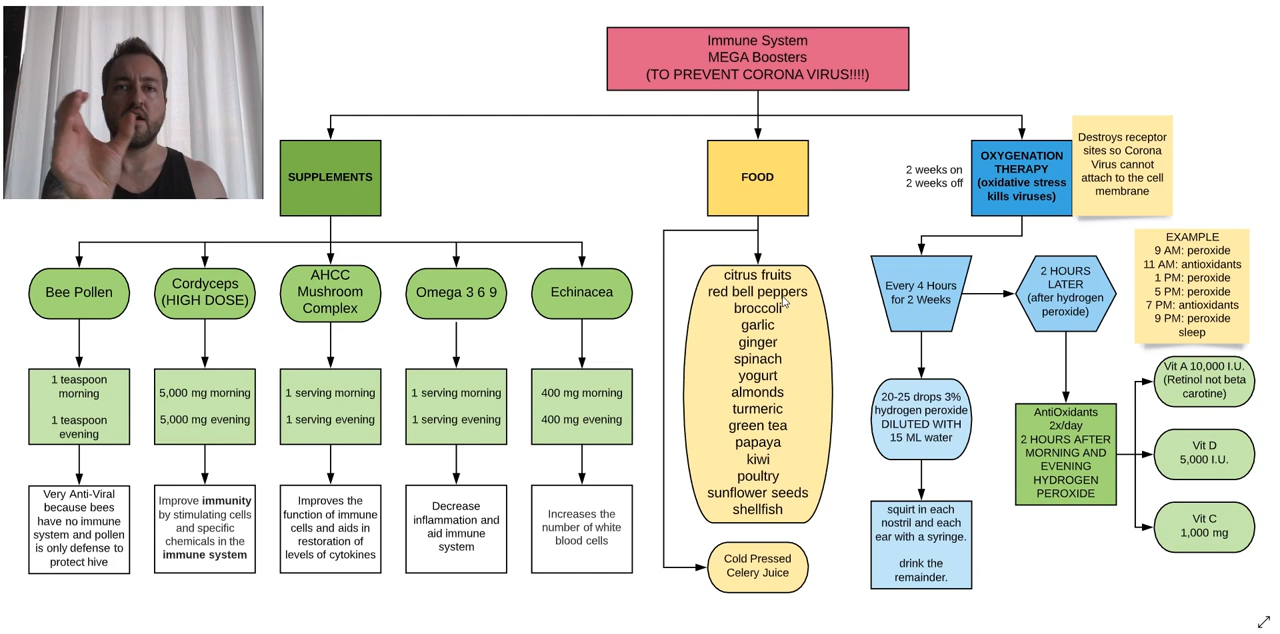 Immune System
MEGA Boosters
(TO PREVENT CORONA VIRUS!!!!)
SUPPLEMENTS
FOOD
2 weeks on
2 weeks off
OXYGENATION
THERAPY
(oxidative stress
kills viruses)
Destroys receptor
sites so Corona
Virus cannot
attach to the cell
membrane
Bee Pollen
Cordyceps
(HIGH DOSE)
AHCC
Mushroom
Complex
Omega 3 6 9
Echinacea
1 teaspoon
morning
1 teaspoon
evening
5,000 mg morning
5,000 mg evening
1 serving morning
1 serving evening
1 serving morning
1 serving evening
400 mg morning
400 mg evening
Very Anti-Viral
because bees
have no immune
system and pollen
is only defense to
protect hive
Improve immunity
by stimulating cells
and specific
chemicals in the
immune system
Improves the
function of immune
cells and aids in
restoration of
levels of cytokines
Decrease
inflammation and
aid immune
system
Increases the
number of white
blood cells
citrus fruits
red bell peppers
broccoli
garlic
ginger
spinach
yogurt
almonds
turmeric
green tea
papaya
kiwi
poultry
sunflower seeds
shellfish
Cold Pressed
Celery Juice
Every 4 Hours
for 2 Weeks
2 HOURS
LATER
(after hydrogen
peroxide)
EXAMPLE
9 AM: peroxide
11 AM: antioxidants
1 PM: peroxide
5 PM: peroxide
7 PM: antioxidants
9 PM: peroxide
sleep
20-25 drops 3%
hydrogen peroxide
DILUTED WITH
15 ML water
squirt in each
nostril and each
ear with a syringe.
drink the
remainder.
AntiOxidants
2x/day
2 HOURS AFTER
MORNING AND
EVENING
HYDROGEN
PEROXIDE
Vit A 10,000 I.U.
(Retinol not beta
carotine)
Vit D
5,000 I.U.
Vit C
1,000 mg